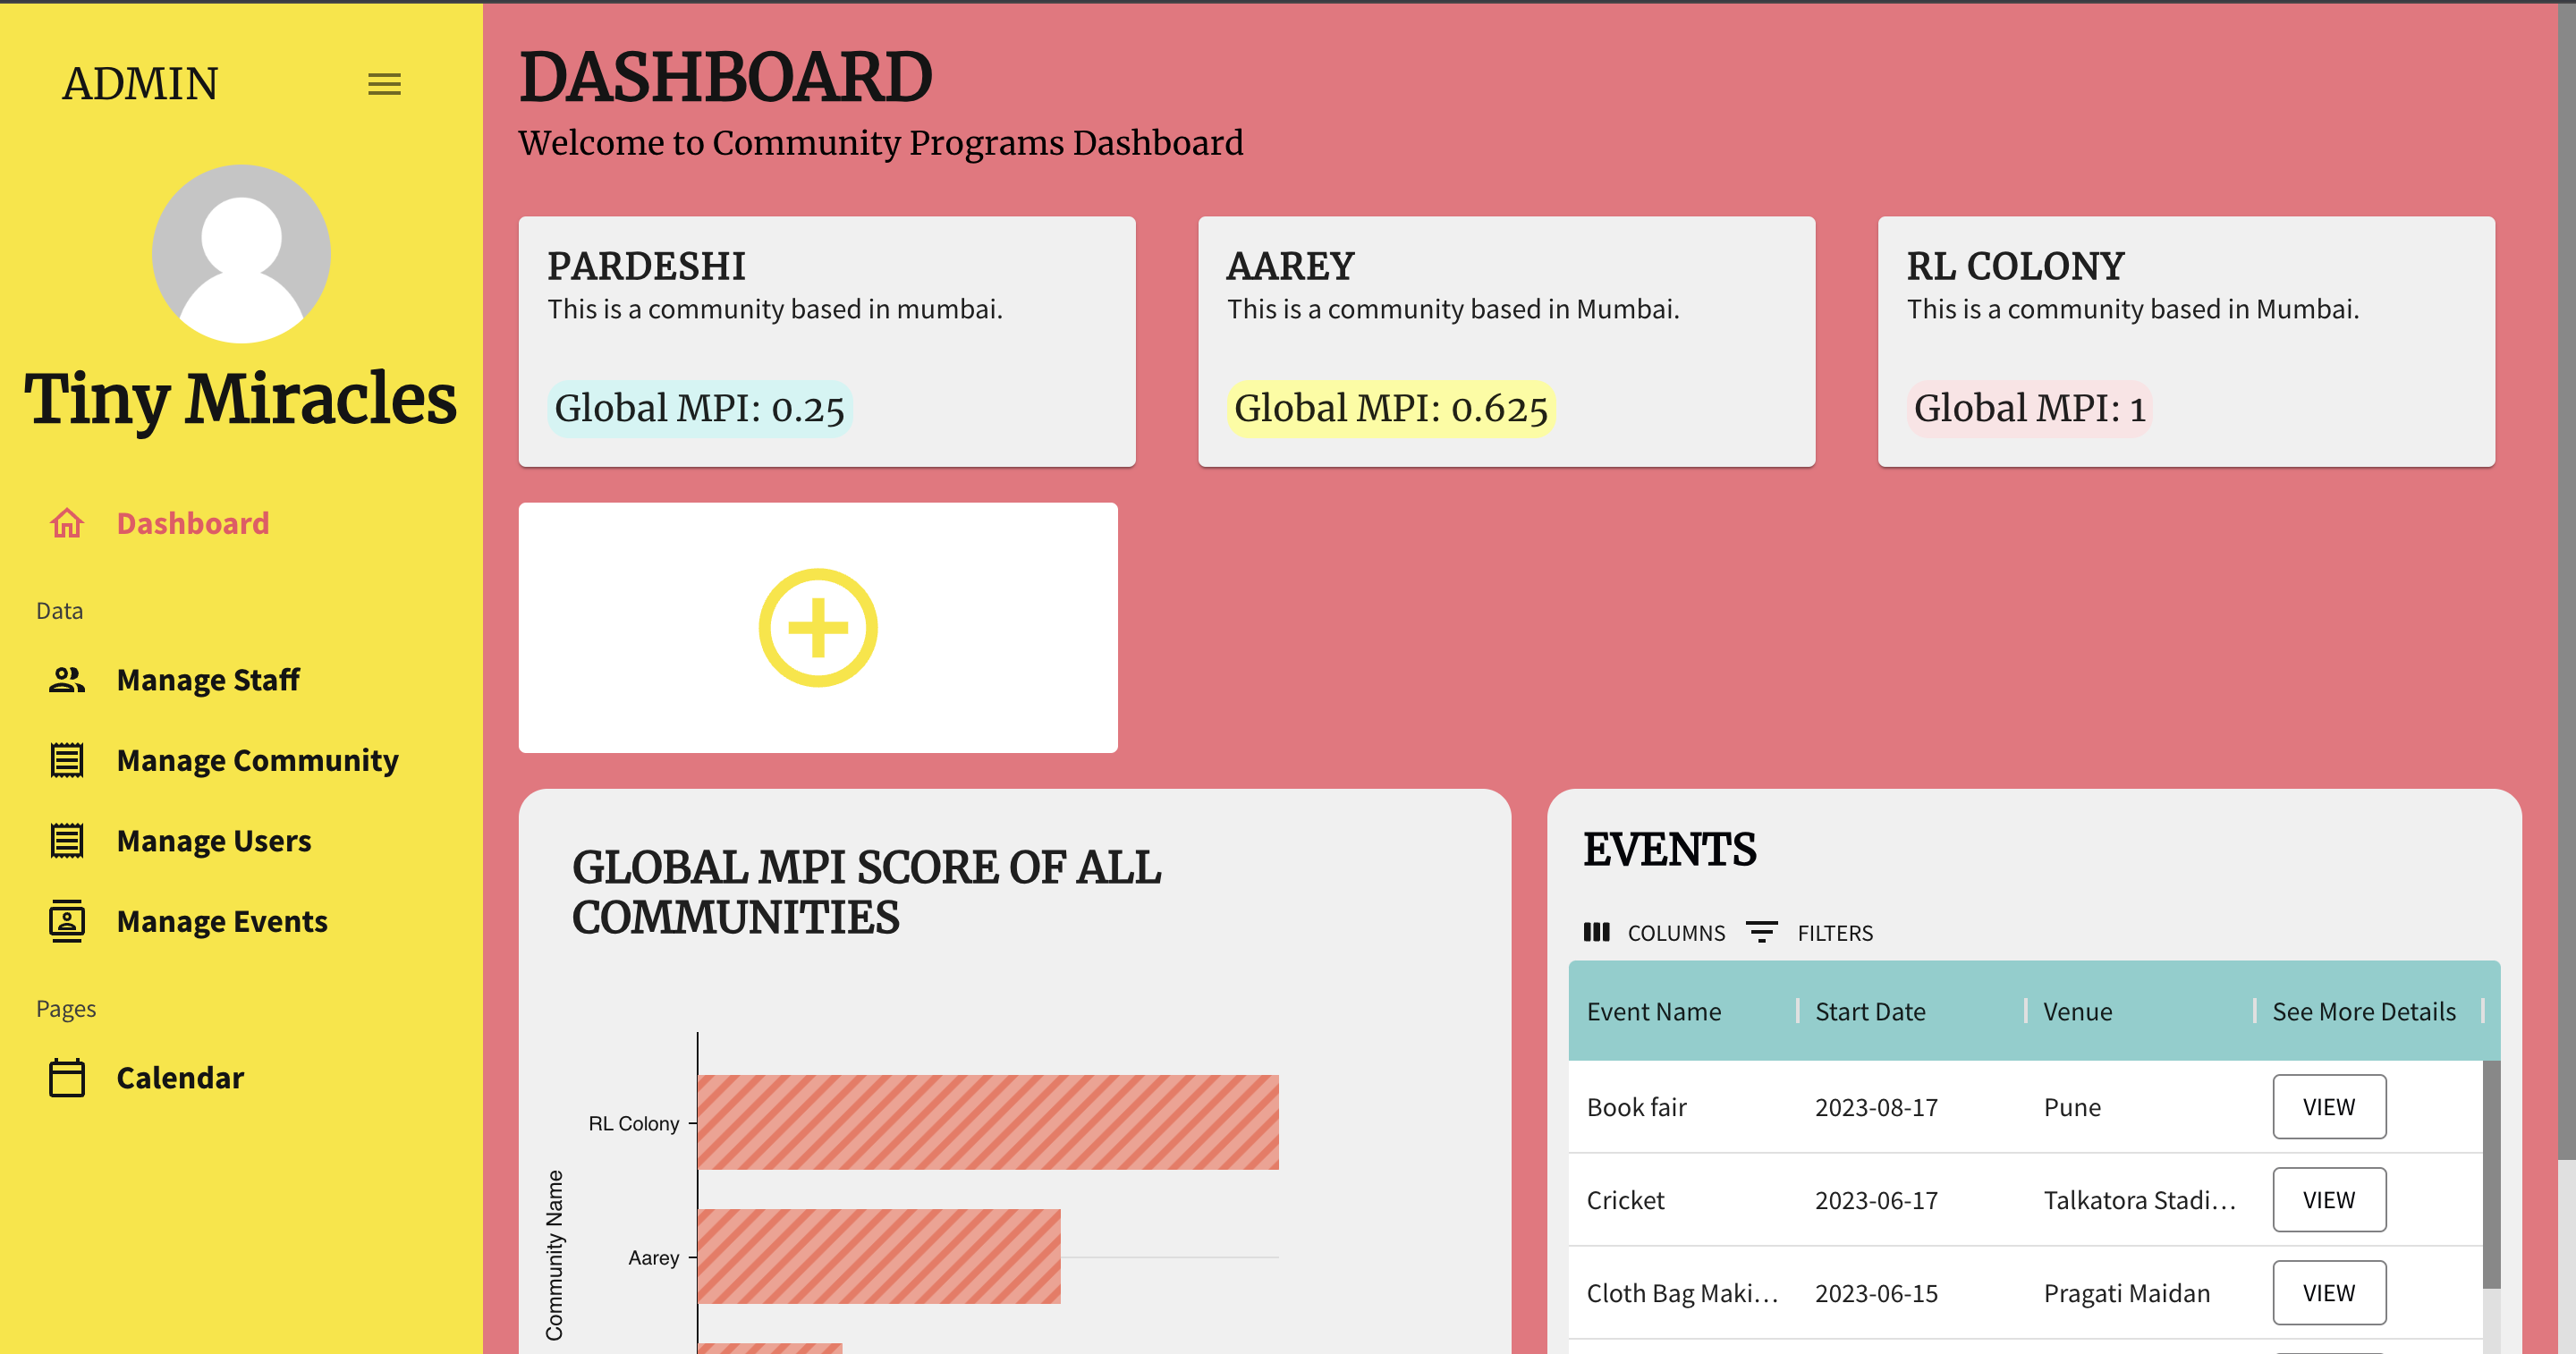 ADMIN
Tiny Miracles
Dashboard
Data
Manage Staff
Manage Community
Manage Users
Manage Events
Pages
Calendar
DASHBOARD
Welcome to Community Programs Dashboard
PARDESHI
This is a community based in mumbai.
Global MPI: 0.25
AAREY
This is a community based in Mumbai.
Global MPI: 0.625
RL COLONY
This is a community based in Mumbai.
Global MPI: 1
GLOBAL MPI SCORE OF ALL
COMMUNITIES
Community Name
RL Colony
Aarey
EVENTS
COLUMNS FILTERS
Event Name Start Date Venue See More Details
Book fair 2023-08-17 Pune VIEW
Cricket 2023-06-17 Talkatora Stadi... VIEW
Cloth Bag Maki... 2023-06-15 Pragati Maidan VIEW